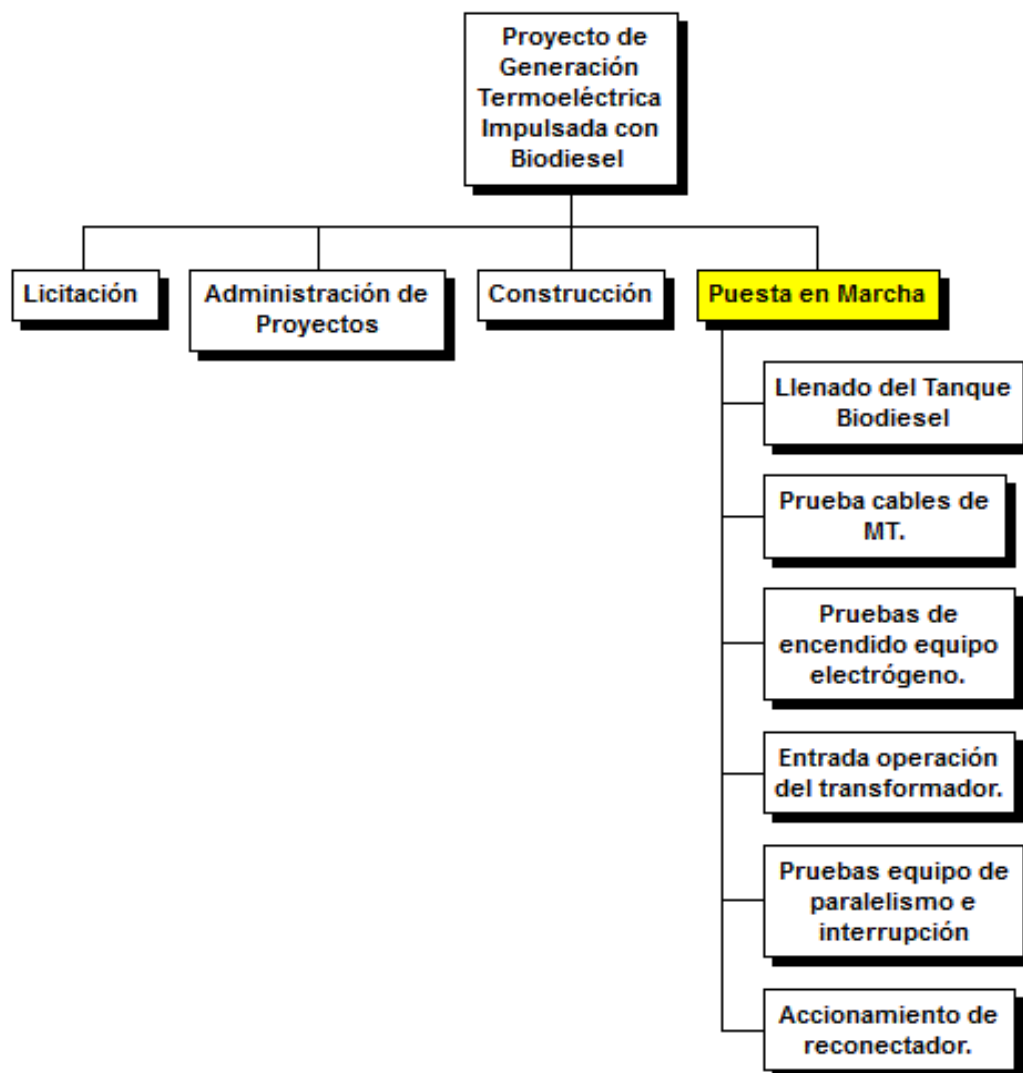 Proyecto de
Generación
Termoeléctrica
Impulsada con
Biodiesel
Licitación
Administración de
Proyectos
Construcción
Puesta en Marcha
Llenado del Tanque
Biodiesel
Prueba cables de
MT.
Pruebas de
encendido equipo
electrógeno.
Entrada operación
del transformador.
Pruebas equipo de
paralelismo e
interrupción
Accionamiento de
reconectador.